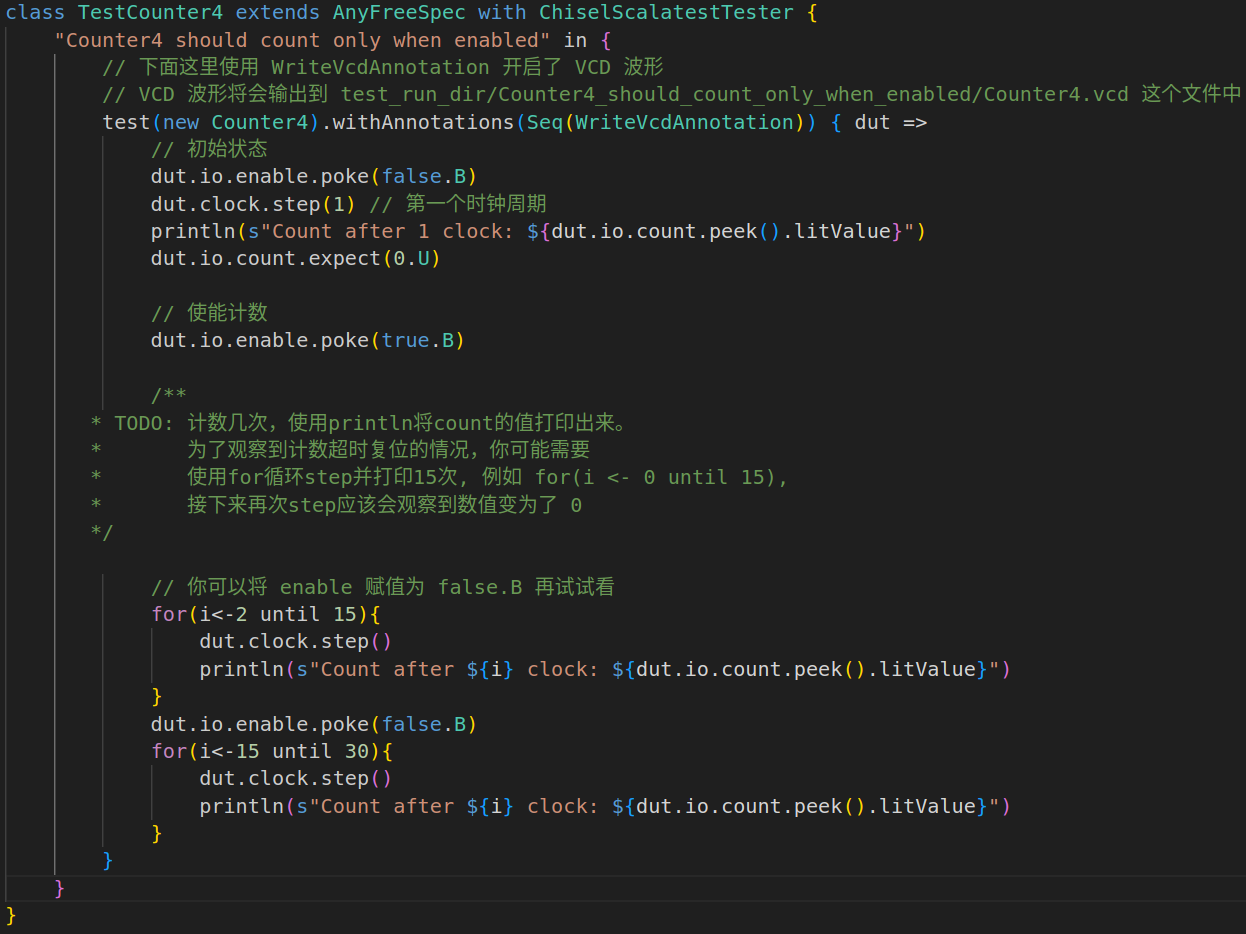 class TestCounter4 extends AnyFreeSpec with ChiselScalatestTester {
    "Counter4 should count only when enabled" in {
        // 下面这里使用 WriteVcdAnnotation 开启了 VCD 波形
        // VCD 波形将会输出到 test_run_dir/Counter4_should_count_only_when_enabled/Counter4.vcd 这个文件中
        test(new Counter4).withAnnotations(Seq(WriteVcdAnnotation)) { dut =>
            // 初始状态
            dut.io.enable.poke(false.B)
            dut.clock.step(1) // 第一个时钟周期
            println(s"Count after 1 clock: ${dut.io.count.peek().litValue}")
            dut.io.count.expect(0.U)

            // 使能计数
            dut.io.enable.poke(true.B)

            /**
       * TODO: 计数几次，使用println将count的值打印出来。
       *       为了观察到计数超时复位的情况，你可能需要
       *       使用for循环step并打印15次, 例如 for(i <- 0 until 15),
       *       接下来再次step应该会观察到数值变为了 0
       */

            // 你可以将 enable 赋值为 false.B 再试试看
            for(i<-2 until 15){
                dut.clock.step()
                println(s"Count after ${i} clock: ${dut.io.count.peek().litValue}")
            }
            dut.io.enable.poke(false.B)
            for(i<-15 until 30){
                dut.clock.step()
                println(s"Count after ${i} clock: ${dut.io.count.peek().litValue}")
            }
        }
    }
}